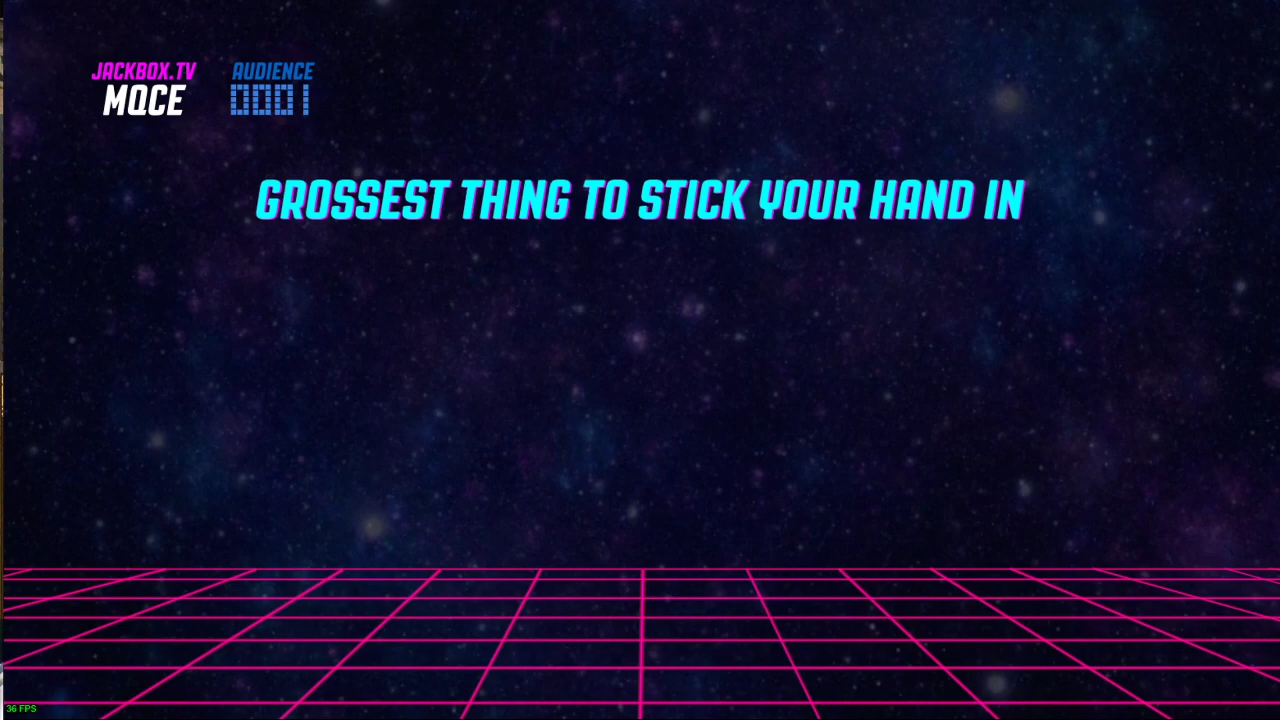 JACKBOX.TV
MQCE
AUDIENCE
0001
GROSSEST THING TO STICK YOUR HAND IN
36 FPS